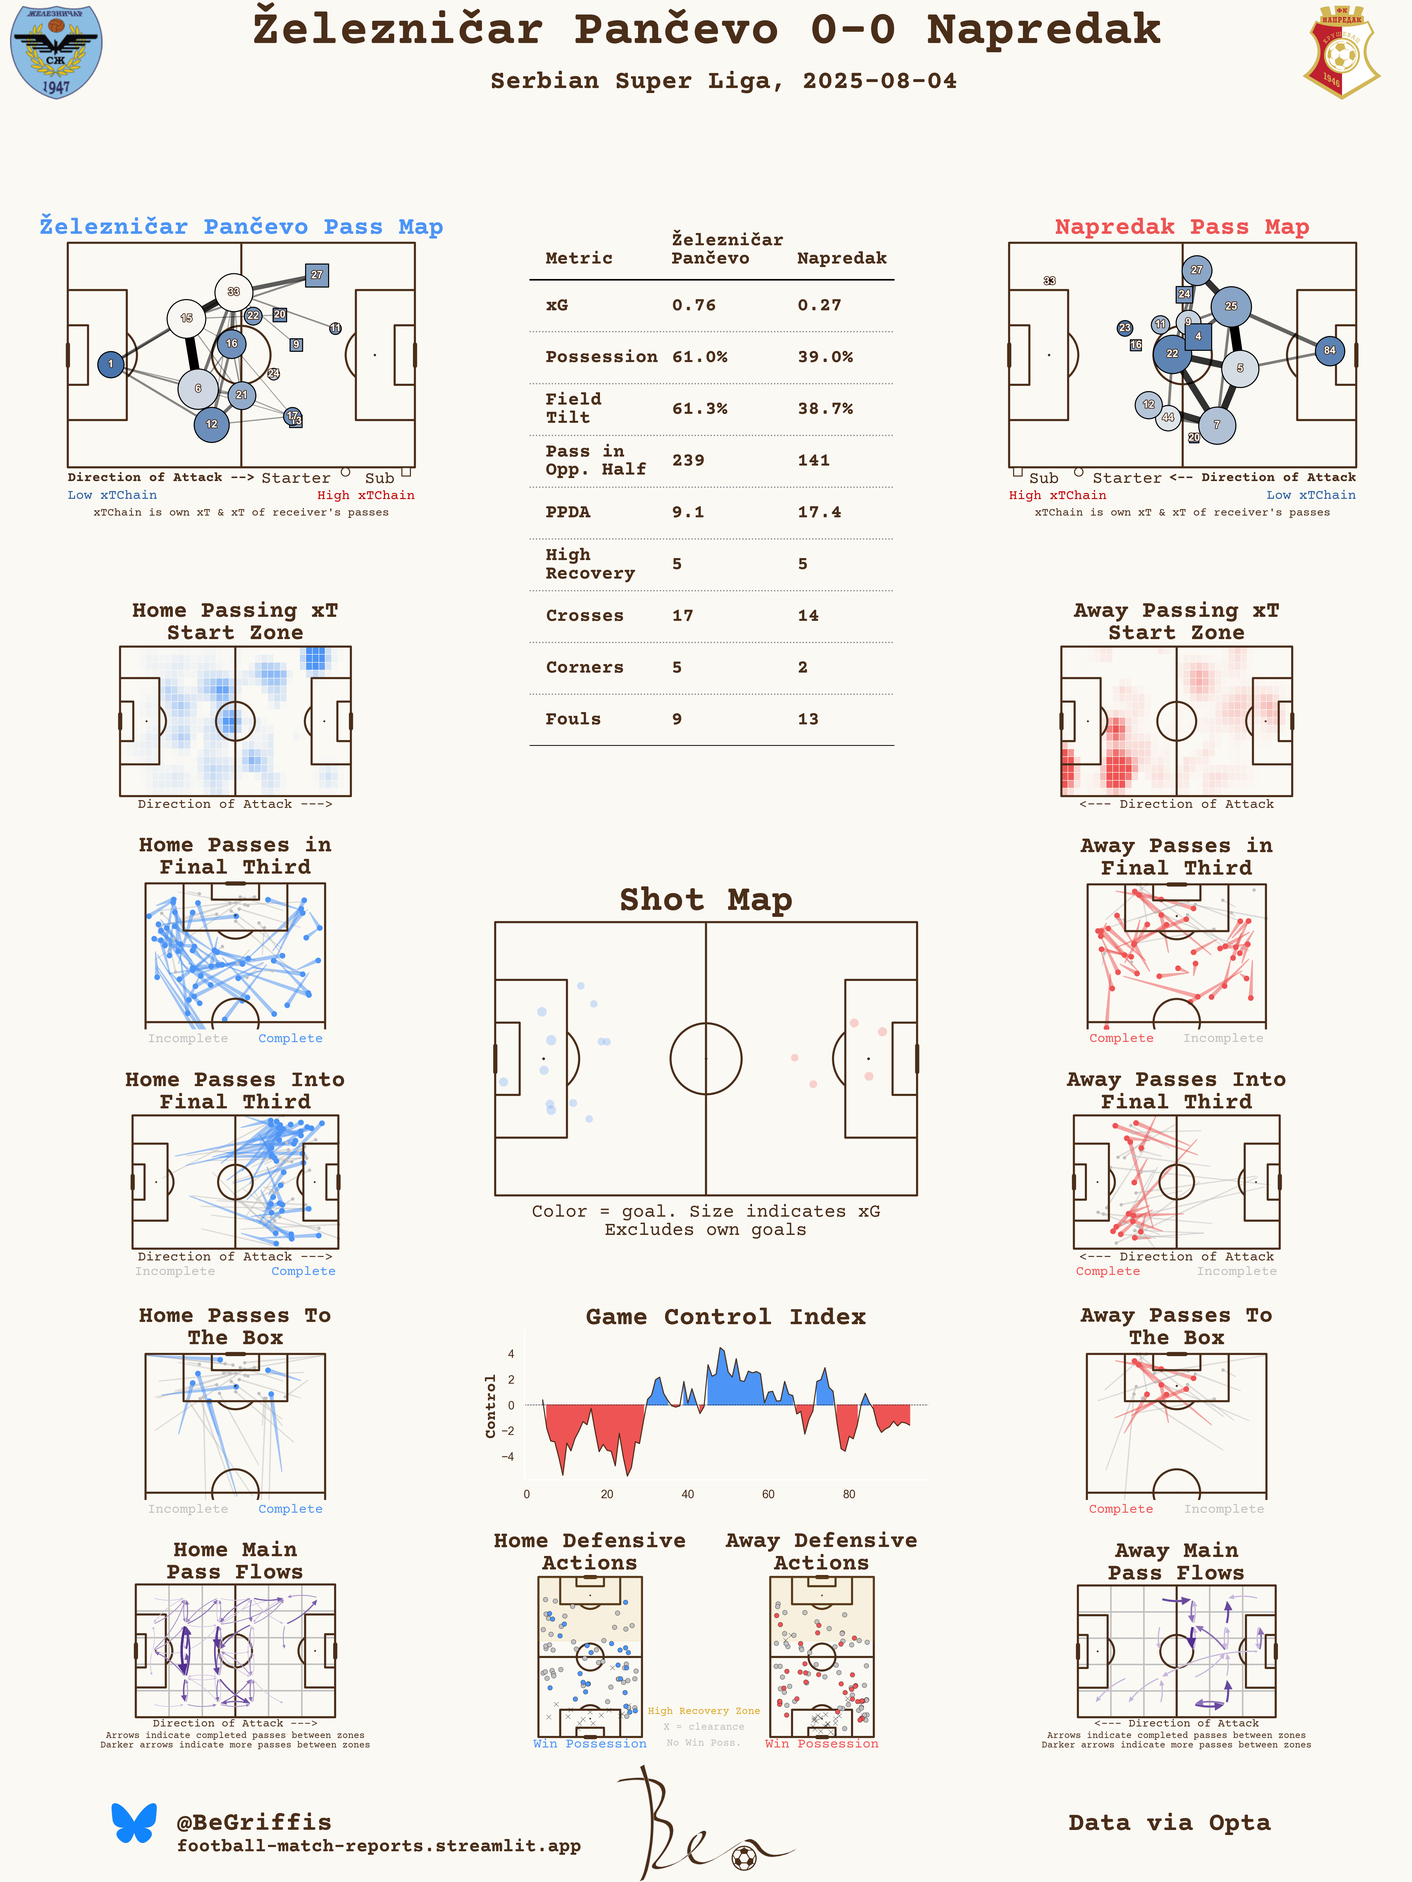 Železničar Pančevo 0-0 Napredak
Serbian Super Liga, 2025-08-04
ЖЕЛЕЗНИЧАР
СЖ
1947
ФК
НАПРЕДАК
КРУШЕВАЦ
1946
Železničar Pančevo Pass Map
27
33
15
22
20
11
16
9
1
24
6
21
17
13
12
Direction of Attack --> Starter Sub
Low xTChain High xTChain
xTChain is own xT & xT of receiver's passes
Metric Železničar Pančevo Napredak
xG 0.76 0.27
Possession 61.0% 39.0%
Field Tilt 61.3% 38.7%
Pass in Opp. Half 239 141
PPDA 9.1 17.4
High Recovery 5 5
Crosses 17 14
Corners 5 2
Fouls 9 13
Napredak Pass Map
33
27
24
25
11
9
23
4
16
22
84
5
12
44
7
20
Sub Starter <-- Direction of Attack
High xTChain Low xTChain
xTChain is own xT & xT of receiver's passes
Home Passing xT
Start Zone
Direction of Attack --->
Away Passing xT
Start Zone
<--- Direction of Attack
Home Passes in
Final Third
Incomplete Complete
Away Passes in
Final Third
Complete Incomplete
Shot Map
Color = goal. Size indicates xG
Excludes own goals
Home Passes Into
Final Third
Direction of Attack --->
Incomplete Complete
Away Passes Into
Final Third
<--- Direction of Attack
Complete Incomplete
Home Passes To
The Box
Incomplete Complete
Game Control Index
Control
4
2
0
−2
−4
0 20 40 60 80
Away Passes To
The Box
Complete Incomplete
Home Main
Pass Flows
Direction of Attack --->
Arrows indicate completed passes between zones
Darker arrows indicate more passes between zones
Home Defensive
Actions
Win Possession
High Recovery Zone
X = clearance
No Win Poss.
Away Defensive
Actions
Win Possession
Away Main
Pass Flows
<--- Direction of Attack
Arrows indicate completed passes between zones
Darker arrows indicate more passes between zones
@BeGriffis
football-match-reports.streamlit.app
Ben
Data via Opta